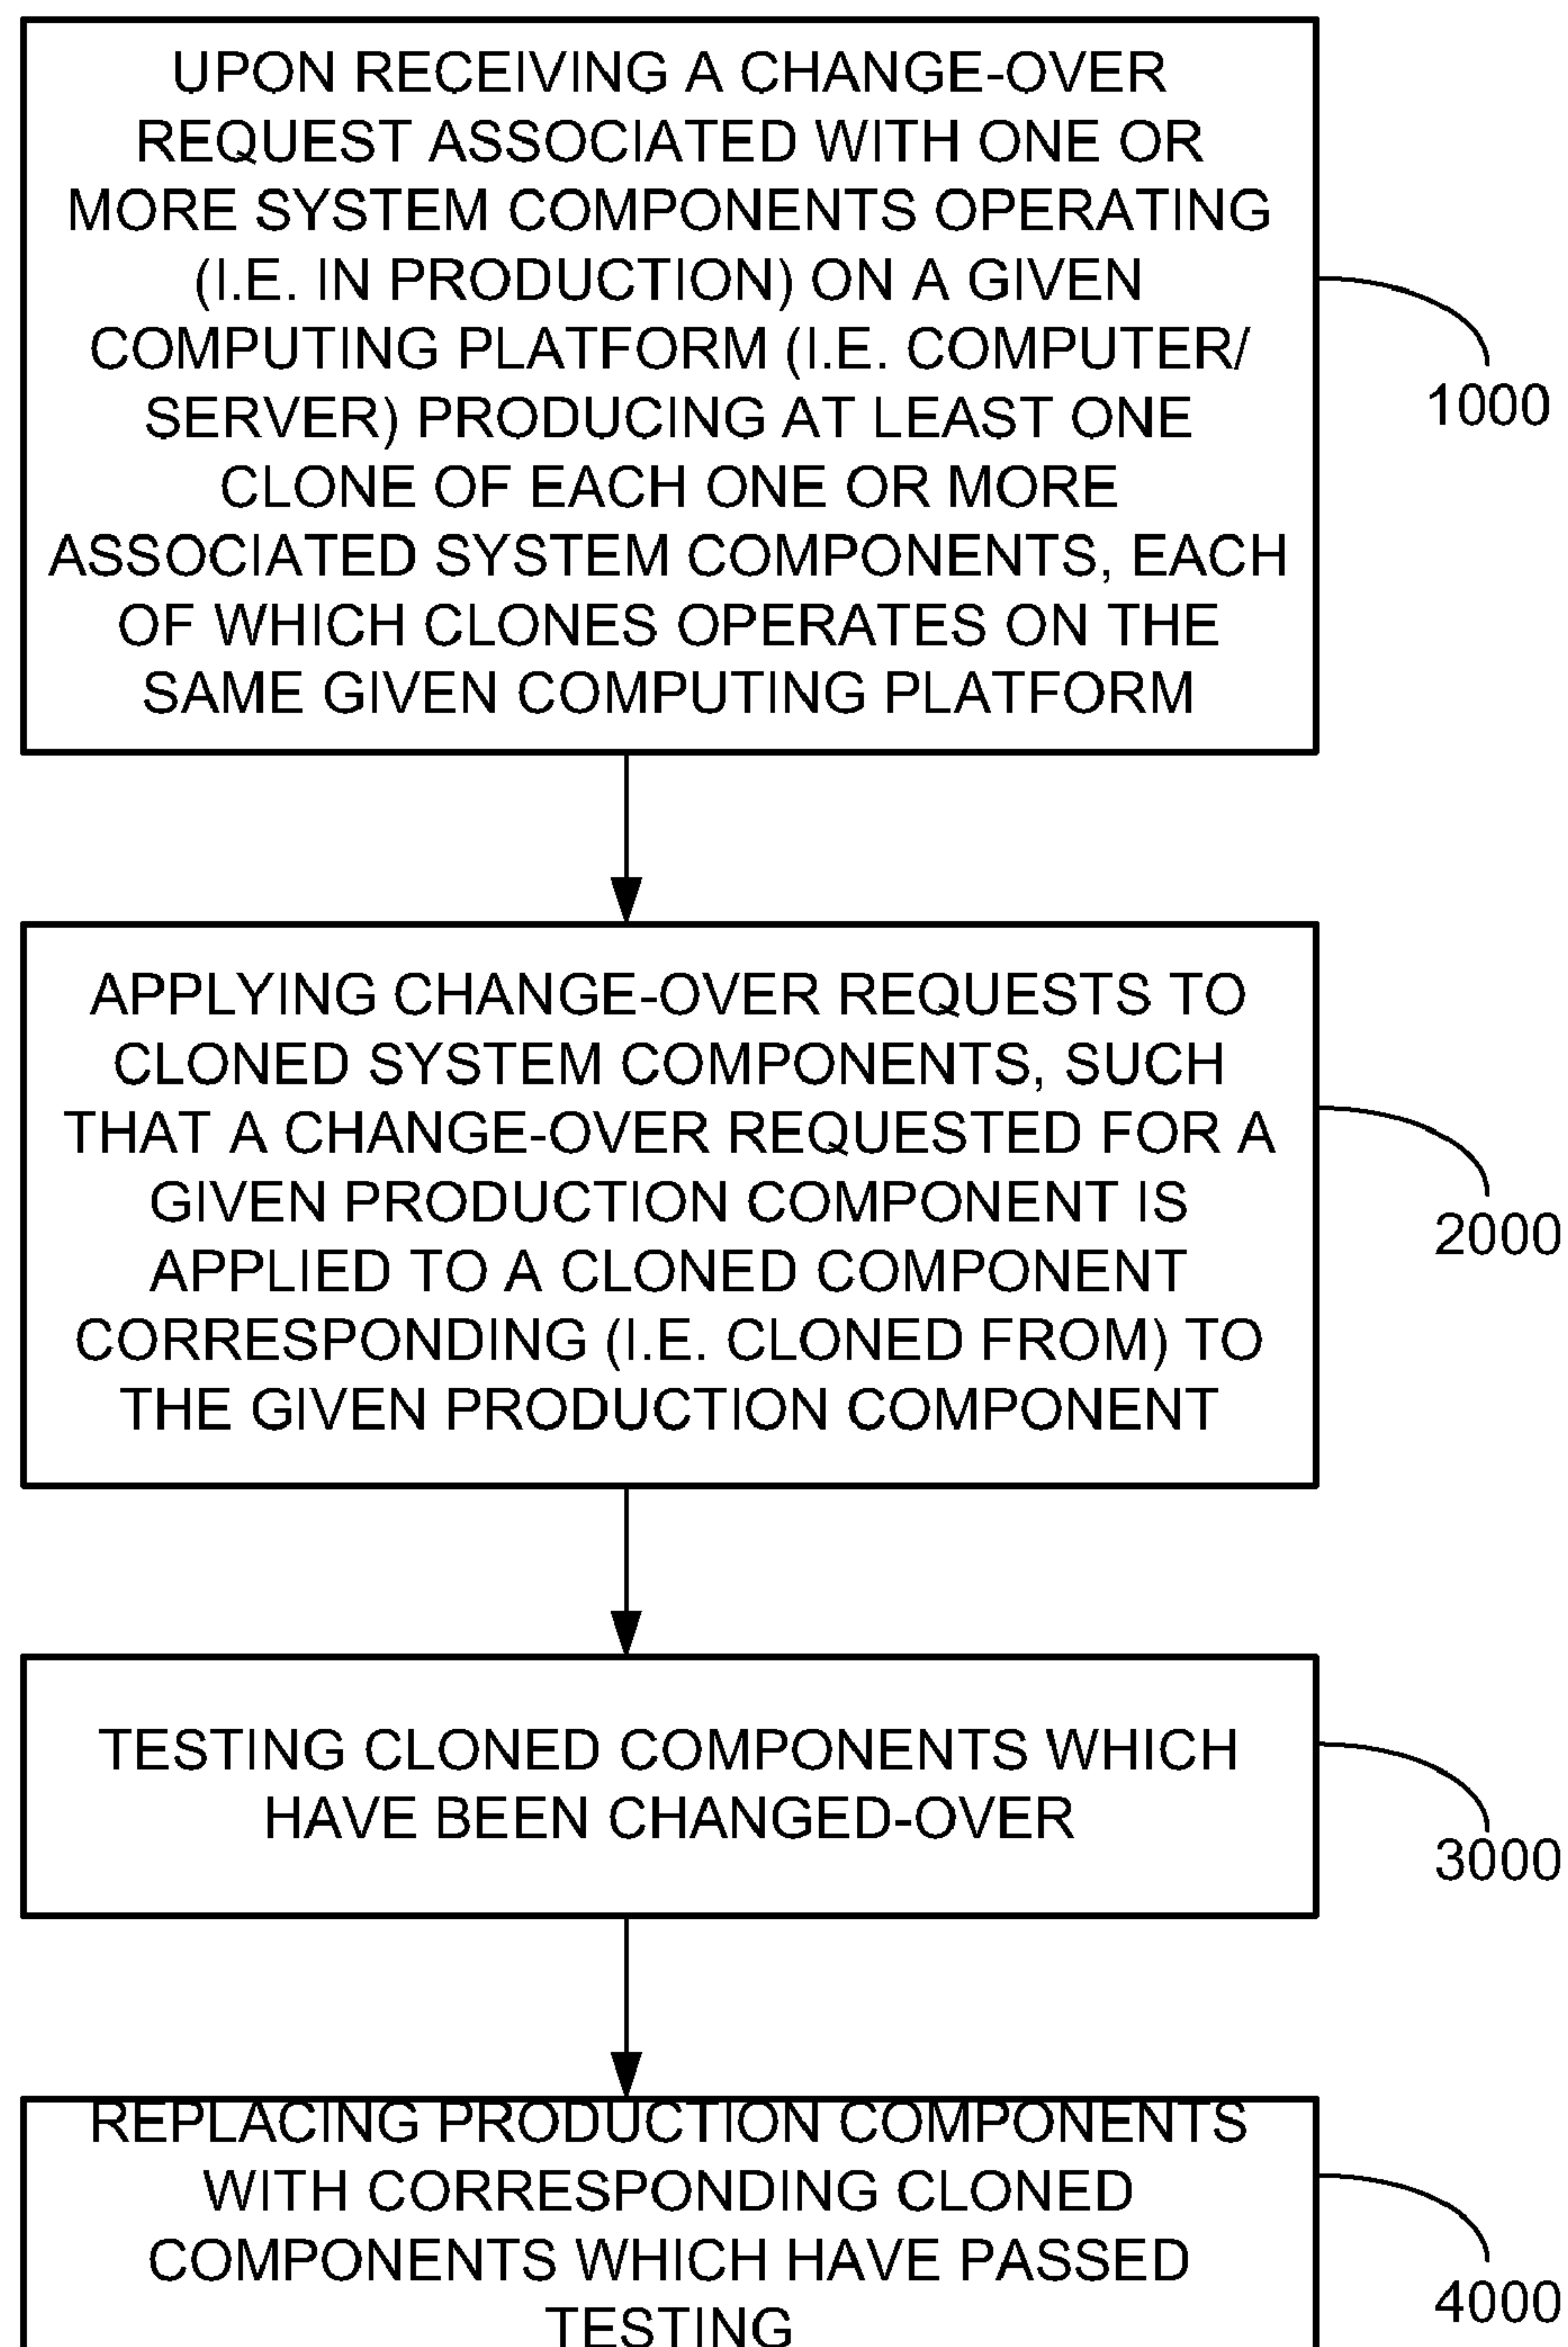 UPON RECEIVING A CHANGE-OVER
REQUEST ASSOCIATED WITH ONE OR
MORE SYSTEM COMPONENTS OPERATING
(I.E. IN PRODUCTION) ON A GIVEN
COMPUTING PLATFORM (I.E. COMPUTER/
SERVER) PRODUCING AT LEAST ONE
CLONE OF EACH ONE OR MORE
ASSOCIATED SYSTEM COMPONENTS, EACH
OF WHICH CLONES OPERATES ON THE
SAME GIVEN COMPUTING PLATFORM
1000
APPLYING CHANGE-OVER REQUESTS TO
CLONED SYSTEM COMPONENTS, SUCH
THAT A CHANGE-OVER REQUESTED FOR A
GIVEN PRODUCTION COMPONENT IS
APPLIED TO A CLONED COMPONENT
CORRESPONDING (I.E. CLONED FROM) TO
THE GIVEN PRODUCTION COMPONENT
2000
TESTING CLONED COMPONENTS WHICH
HAVE BEEN CHANGED-OVER
3000
REPLACING PRODUCTION COMPONENTS
WITH CORRESPONDING CLONED
COMPONENTS WHICH HAVE PASSED
TESTING
4000